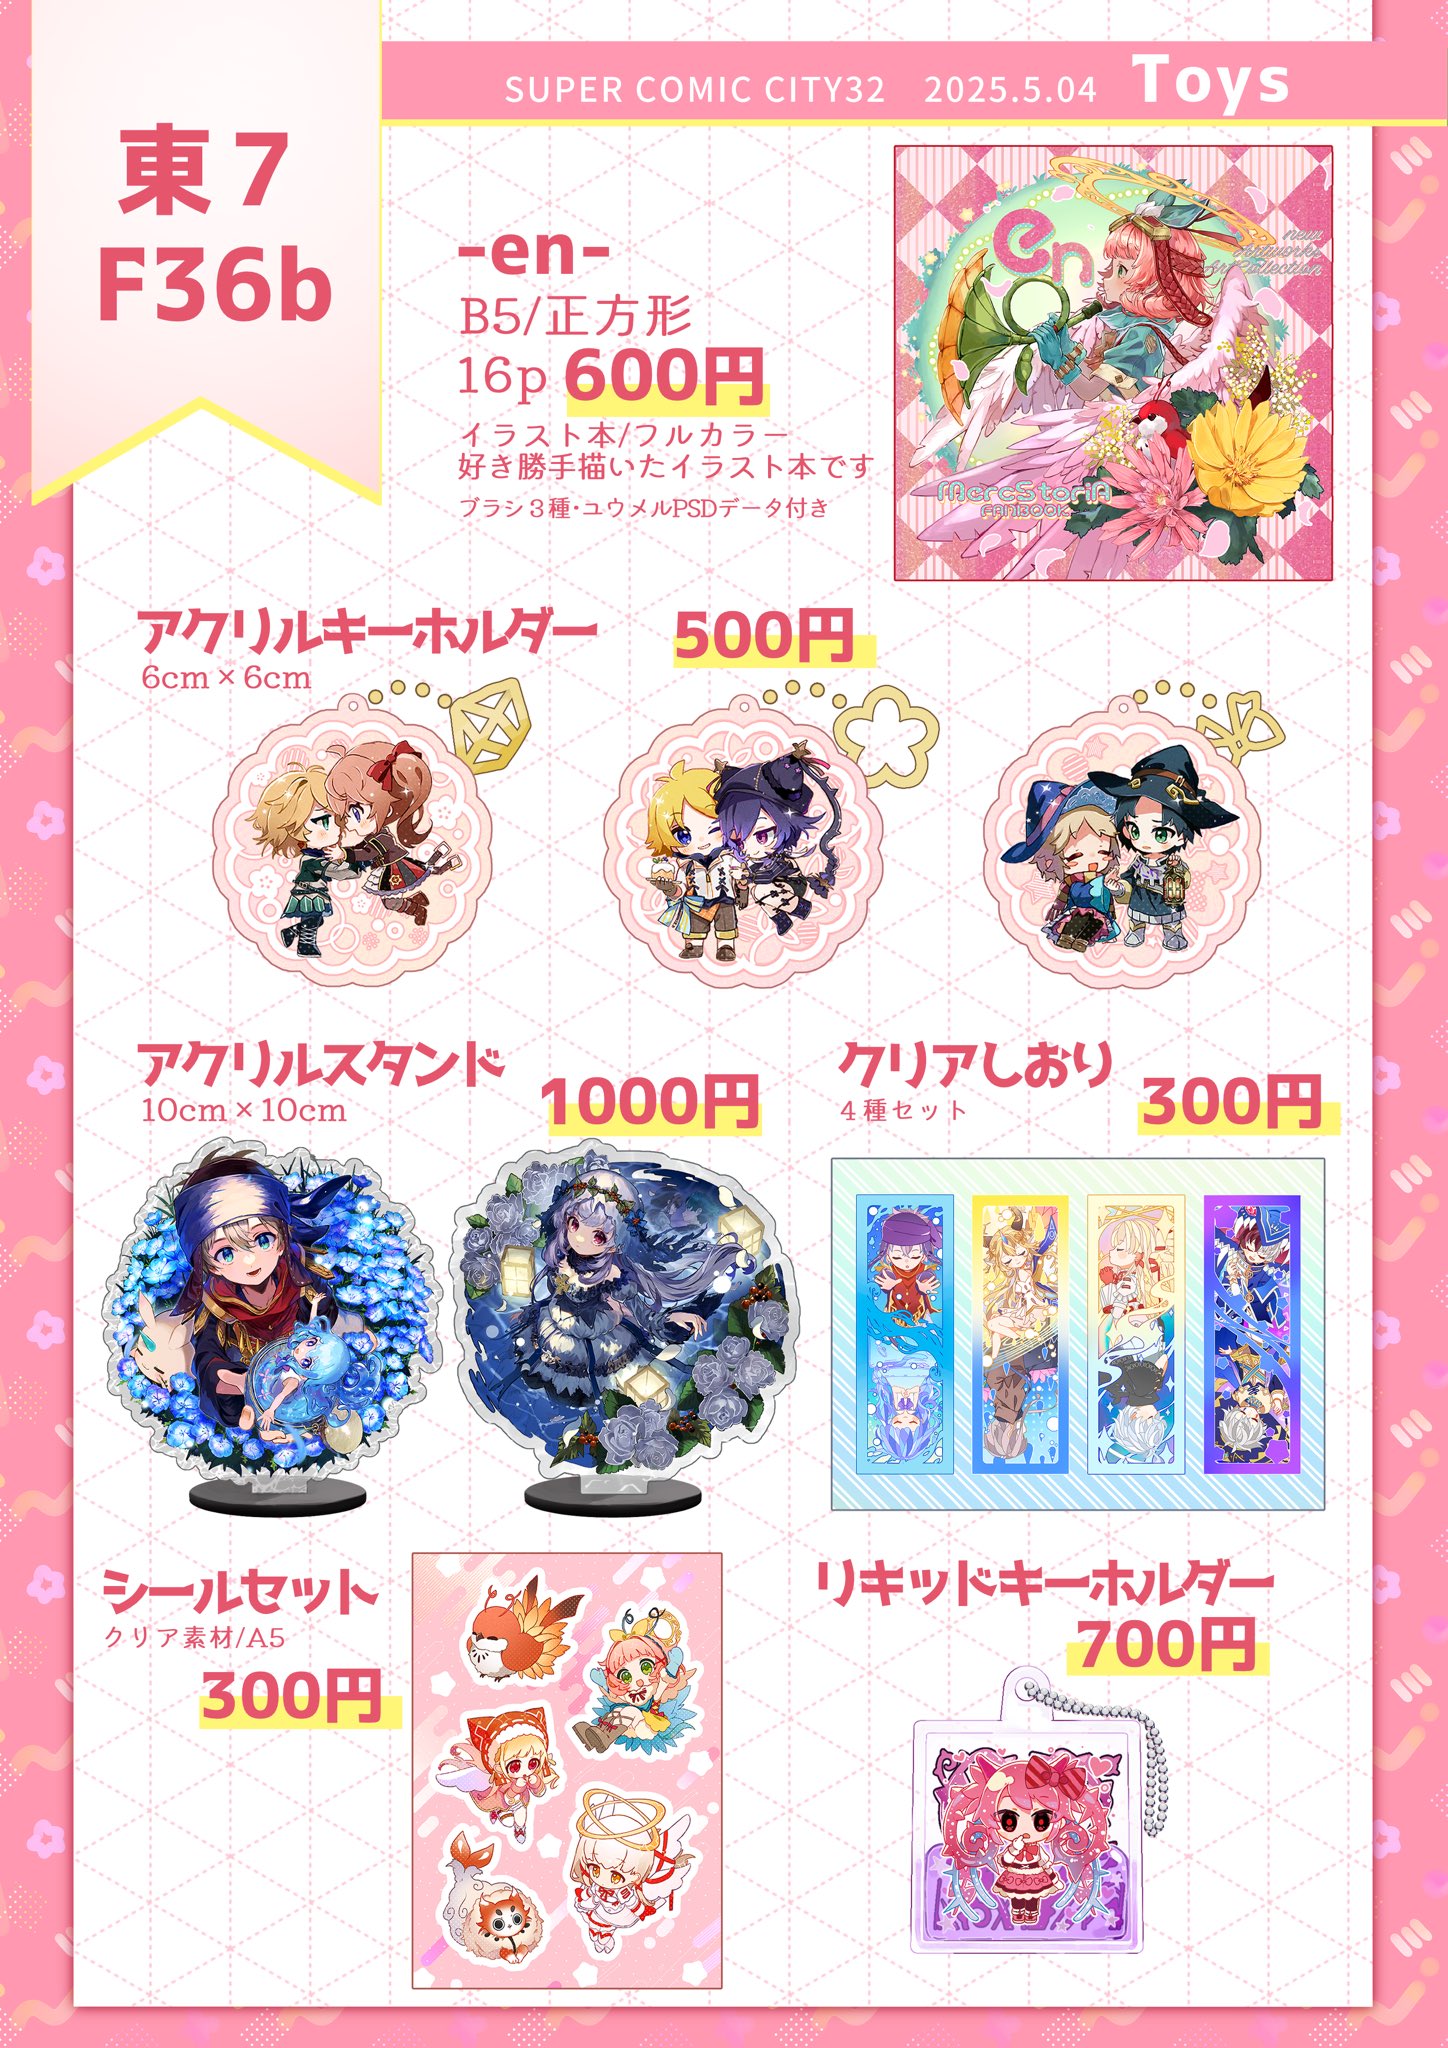 SUPER COMIC CITY32 2025.5.04 Toys
東7
F36b
-en-
B5/正方形
16p 600円
イラスト本/フルカラー
好き勝手描いたイラスト本です
ブラシ3種・ユウメルPSDデータ付き
en
new
Artworks
Art Collection
MercStoriA
FANBOOK
アクリルキーホルダー 500円
6cm×6cm
アクリルスタンド
10cm×10cm
1000円
クリアしおり
4種セット
300円
シールセット
クリア素材/A5
300円
リキッドキーホルダー
700円